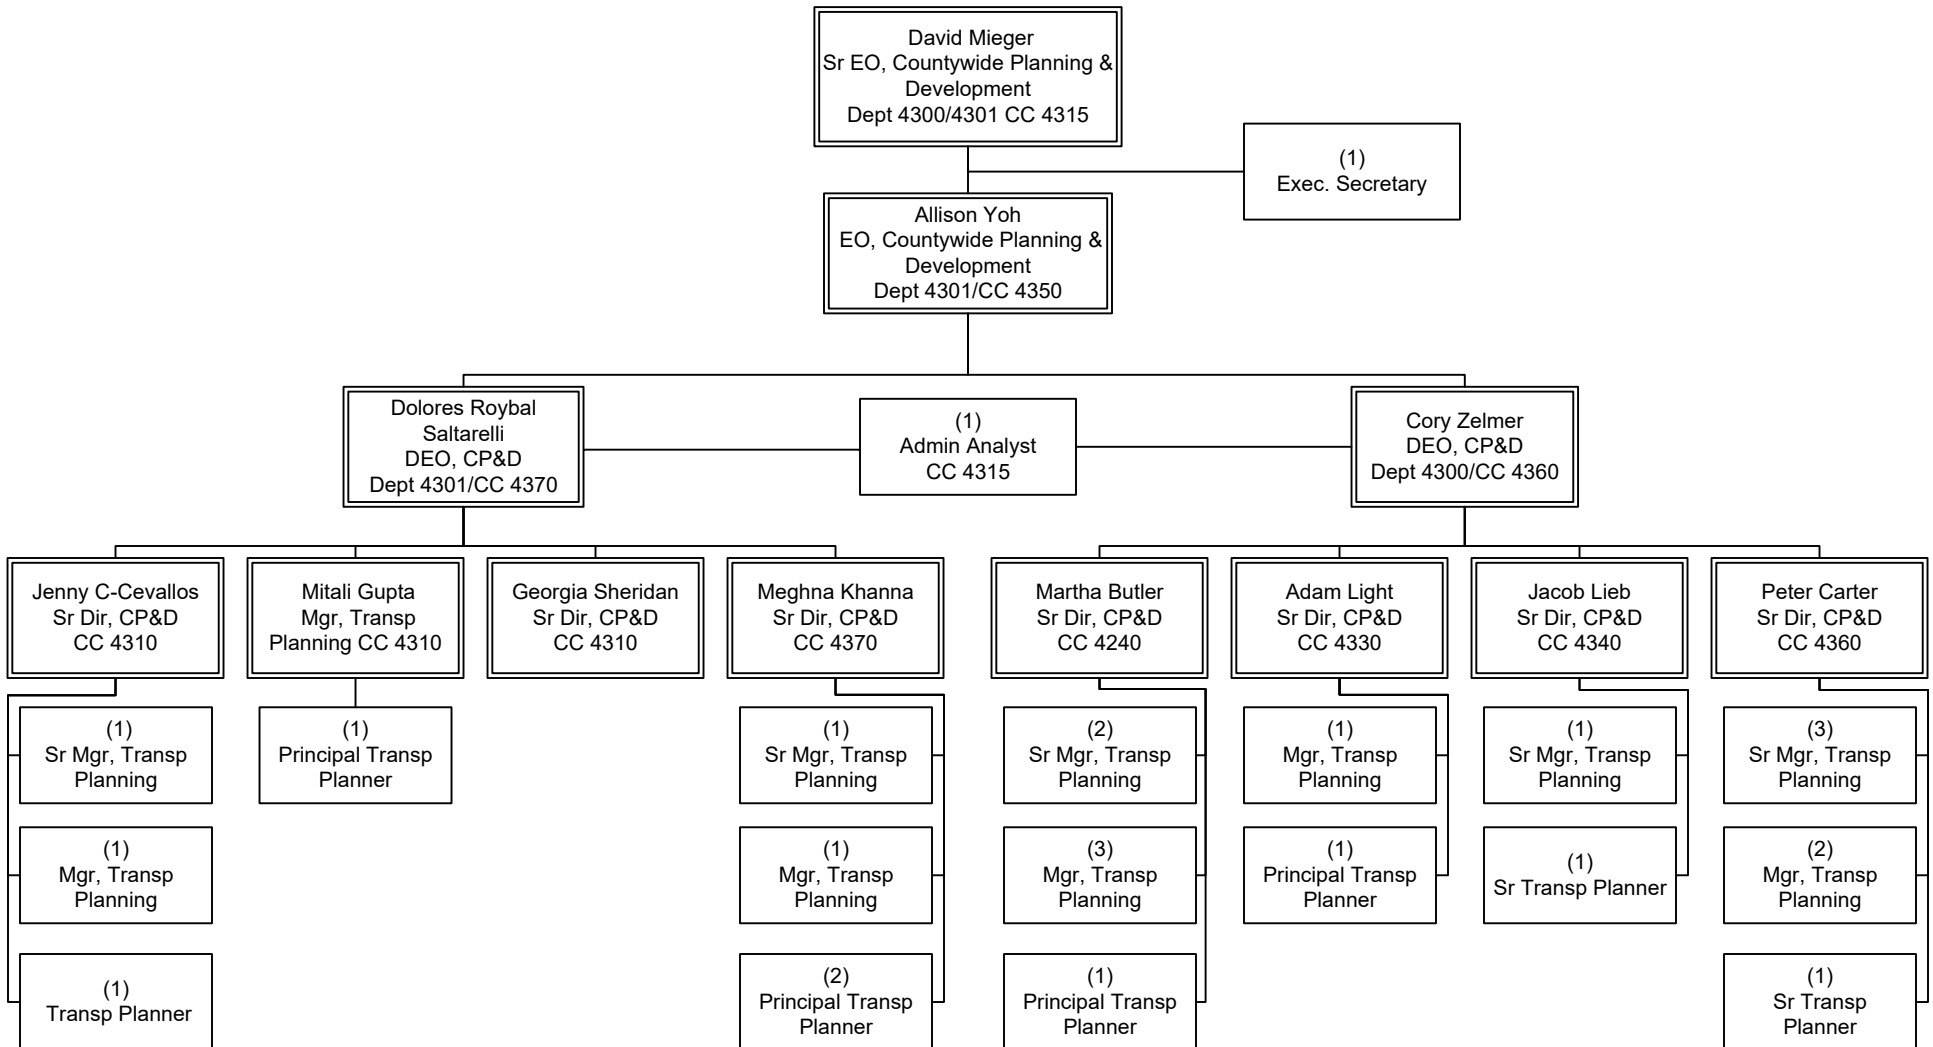 David Mieger
Sr EO, Countywide Planning &
Development
Dept 4300/4301 CC 4315
(1)
Exec. Secretary
Allison Yoh
EO, Countywide Planning &
Development
Dept 4301/CC 4350
Dolores Roybal
Saltarelli
DEO, CP&D
Dept 4301/CC 4370
(1)
Admin Analyst
CC 4315
Cory Zelmer
DEO, CP&D
Dept 4300/CC 4360
Jenny C-Cevallos
Sr Dir, CP&D
CC 4310
Mitali Gupta
Mgr, Transp
Planning CC 4310
Georgia Sheridan
Sr Dir, CP&D
CC 4310
Meghna Khanna
Sr Dir, CP&D
CC 4370
Martha Butler
Sr Dir, CP&D
CC 4240
Adam Light
Sr Dir, CP&D
CC 4330
Jacob Lieb
Sr Dir, CP&D
CC 4340
Peter Carter
Sr Dir, CP&D
CC 4360
(1)
Sr Mgr, Transp
Planning
(1)
Principal Transp
Planner
(1)
Sr Mgr, Transp
Planning
(2)
Sr Mgr, Transp
Planning
(1)
Mgr, Transp
Planning
(1)
Sr Mgr, Transp
Planning
(3)
Sr Mgr, Transp
Planning
(1)
Mgr, Transp
Planning
(1)
Mgr, Transp
Planning
(3)
Mgr, Transp
Planning
(1)
Principal Transp
Planner
(1)
Sr Transp Planner
(2)
Mgr, Transp
Planning
(1)
Transp Planner
(2)
Principal Transp
Planner
(1)
Principal Transp
Planner
(1)
Sr Transp
Planner